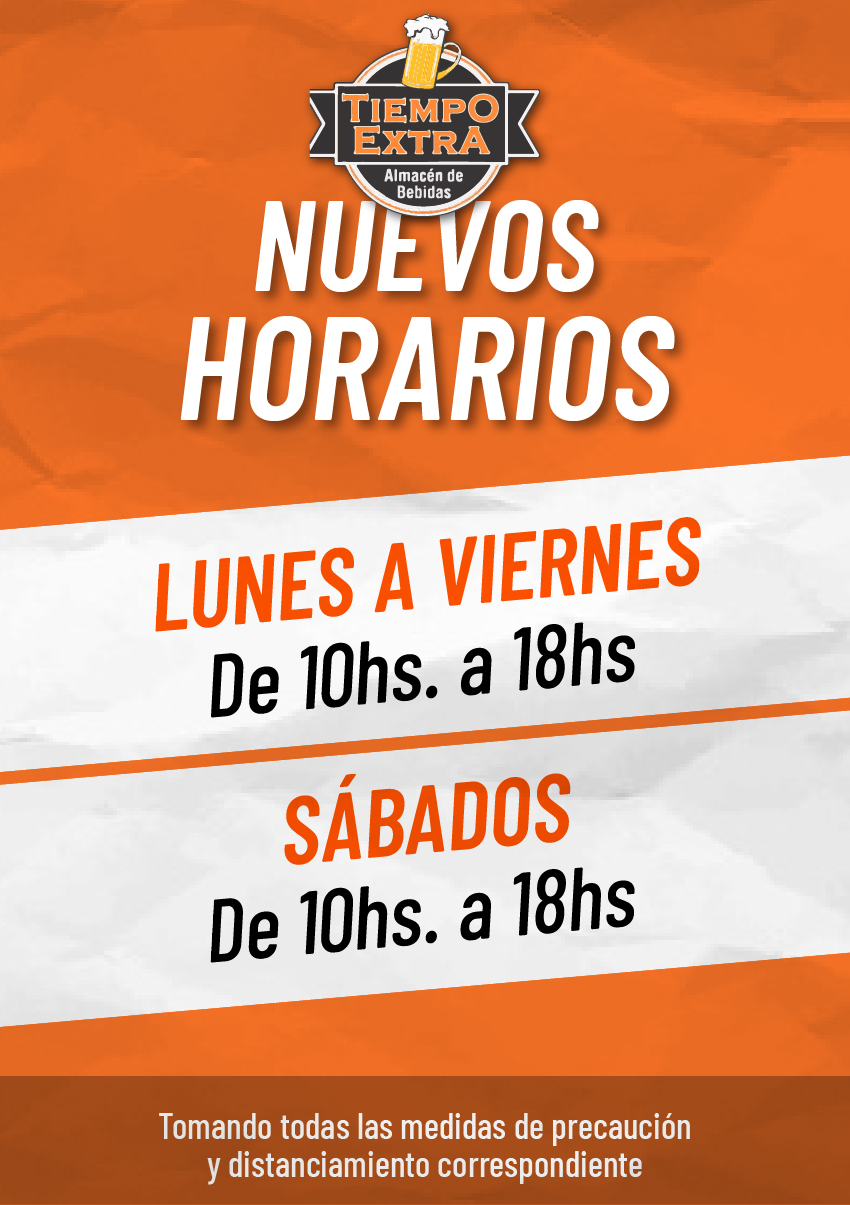 TIEMPO
EXTRA
Almacén de
Bebidas
NUEVOS
HORARIOS
LUNES A VIERNES
De 10hs. a 18hs
SÁBADOS
De 10hs. a 18hs
Tomando todas las medidas de precaución
y distanciamiento correspondiente